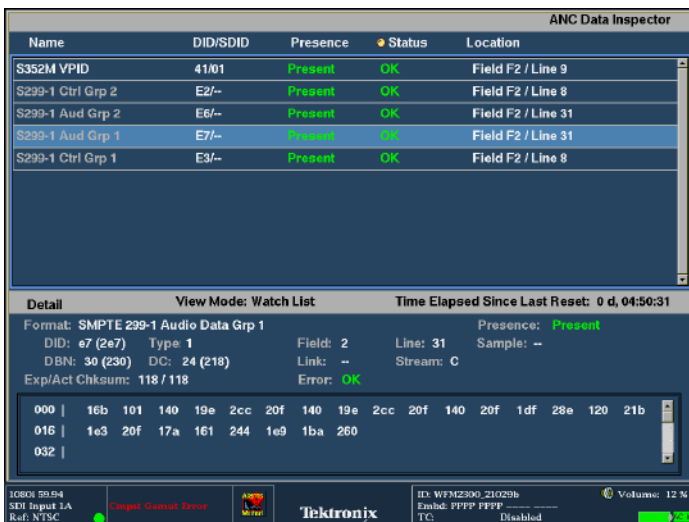 ANC Data Inspector
Name DID/SDID Presence Status Location
S352M VPID 41/01 Present OK Field F2 / Line 9
S299-1 Ctrl Grp 2 E2/-- Present OK Field F2 / Line 8
S299-1 Aud Grp 2 E6/-- Present OK Field F2 / Line 31
S299-1 Aud Grp 1 E7/-- Present OK Field F2 / Line 31
S299-1 Ctrl Grp 1 E3/-- Present OK Field F2 / Line 8
Detail View Mode: Watch List Time Elapsed Since Last Reset: 0 d, 04:50:31
Format: SMPTE 299-1 Audio Data Grp 1 Presence: Present
DID: e7 (2e7) Type: 1 Field: 2 Line: 31 Sample: --
DBN: 30 (230) DC: 24 (218) Link: -- Stream: C
Exp/Act Chksum: 118 / 118 Error: OK
000 | 16b 101 140 19e 2cc 20f 140 19e 2cc 20f 140 20f 1df 28e 120 21b
016 | 1e3 20f 17a 161 244 1e9 1ba 260
032 |
1080i 59.94 ID: WFM2300_21029b Volume: 12 %
SDI Input 1A Cmpst Gamut Error Tektronix Embd: PPPP PPPP ---- ----
Ref: NTSC TC: Disabled